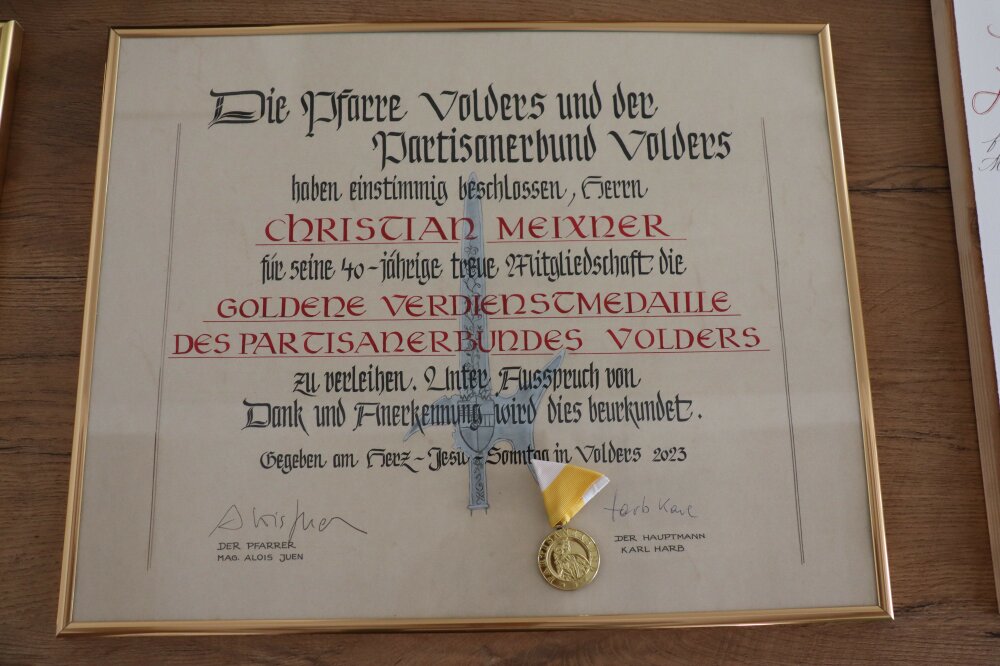 Die Pfarre Volders und der
Partisanerbund Volders
haben einstimmig beschlossen, Herrn
CHRISTIAN MEIXNER
für seine 40-jährige treue Mitgliedschaft die
GOLDENE VERDIENSTMEDAILLE
DES PARTISANERBUNDES VOLDERS
zu verleihen. Unter Ausspruch von
Dank und Anerkennung wird dies beurkundet.
Gegeben am Herz-Jesu-Sonntag in Volders 2023
Harb Karl
DER PFARRER
MAG. ALOIS JUEN
DER HAUPTMANN
KARL HARB